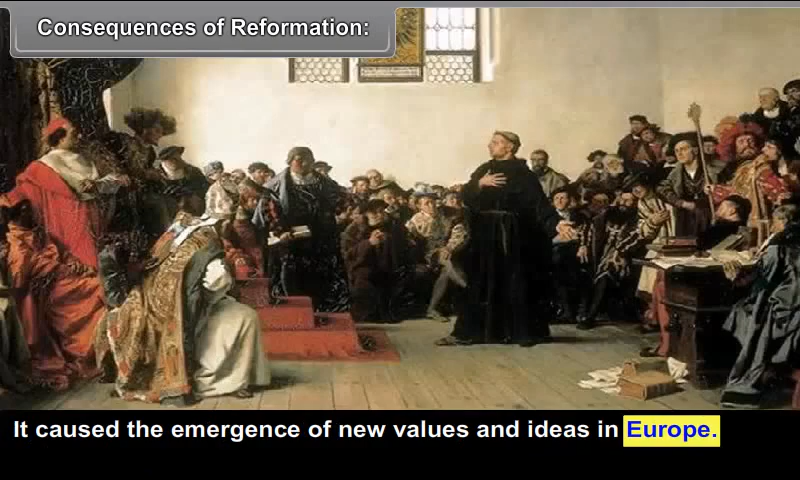 Consequences of Reformation:
It caused the emergence of new values and ideas in Europe.